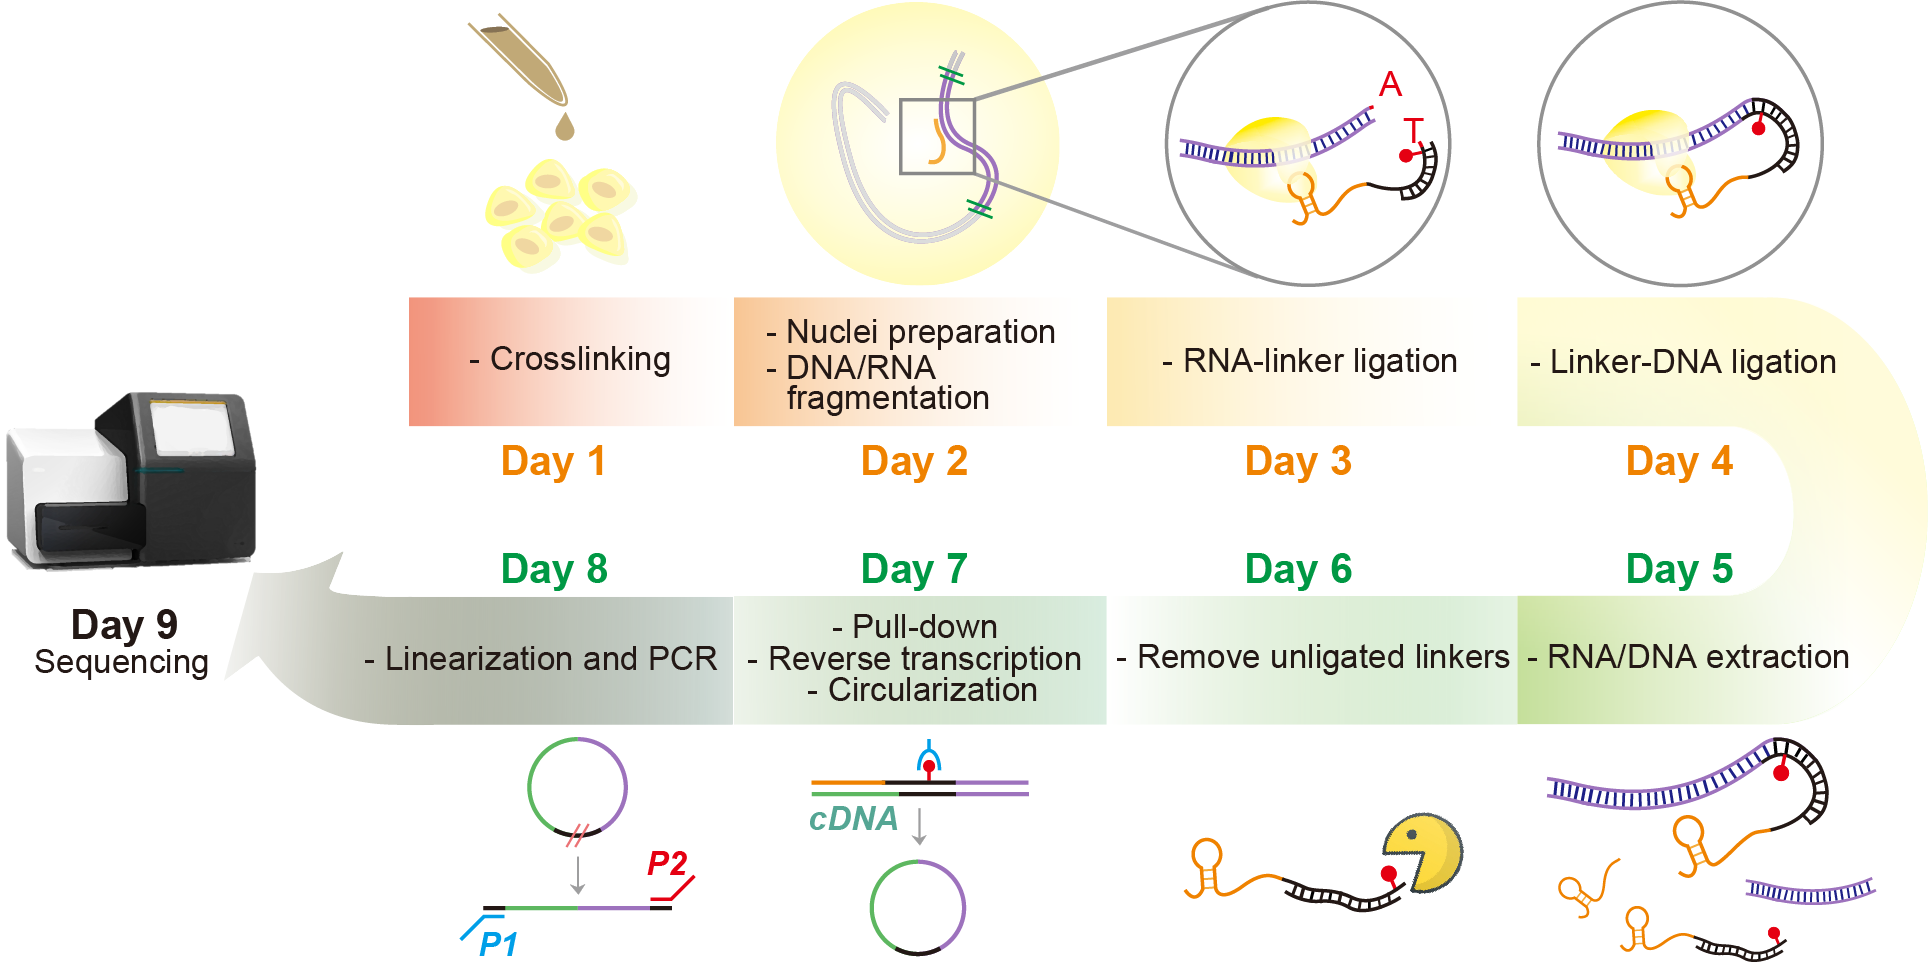 A
T
- Crosslinking
- Nuclei preparation
- DNA/RNA
fragmentation
- RNA-linker ligation
- Linker-DNA ligation
Day 1
Day 2
Day 3
Day 4
Day 5
Day 6
Day 7
Day 8
- RNA/DNA extraction
- Remove unligated linkers
- Pull-down
- Reverse transcription
- Circularization
- Linearization and PCR
Day 9
Sequencing
cDNA
P2
P1